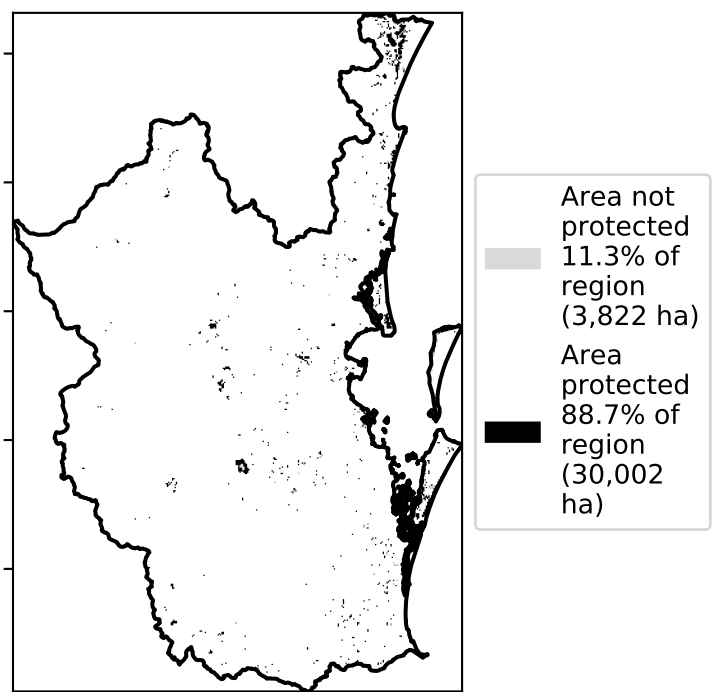 Area not
protected
11.3% of
region
(3,822 ha)
Area
protected
88.7% of
region
(30,002
ha)